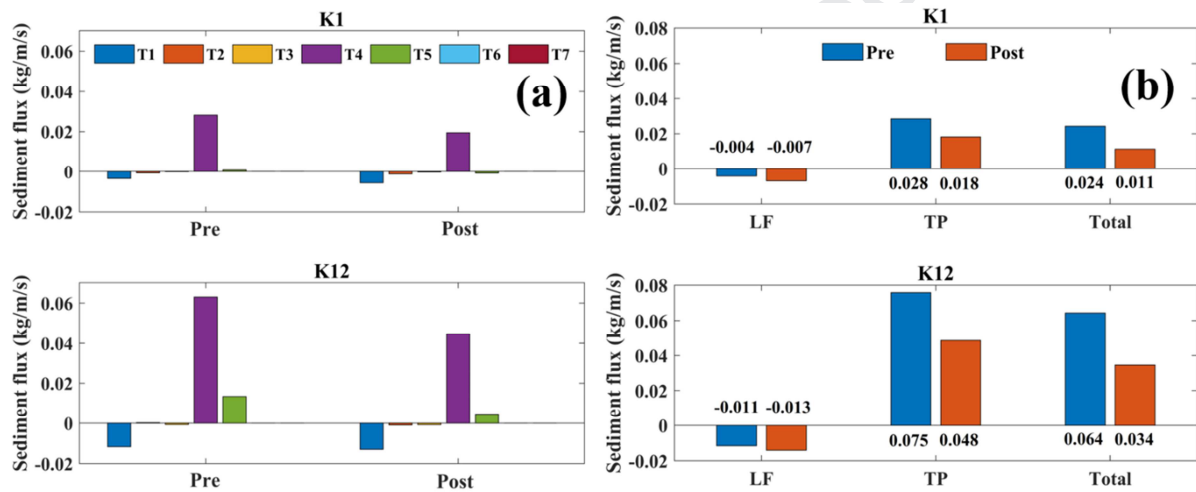 K1
Sediment flux (kg/m/s)
0.06
0.04
0.02
0
-0.02
T1 T2 T3 T4 T5 T6 T7
(a)
Pre Post
K12
Sediment flux (kg/m/s)
0.06
0.04
0.02
0
-0.02
Pre Post
K1
Sediment flux (kg/m/s)
0.08
0.06
0.04
0.02
0
-0.02
Pre Post
(b)
-0.004 -0.007
0.028 0.018 0.024 0.011
LF TP Total
K12
Sediment flux (kg/m/s)
0.08
0.06
0.04
0.02
0
-0.02
-0.011 -0.013
0.075 0.048 0.064 0.034
LF TP Total